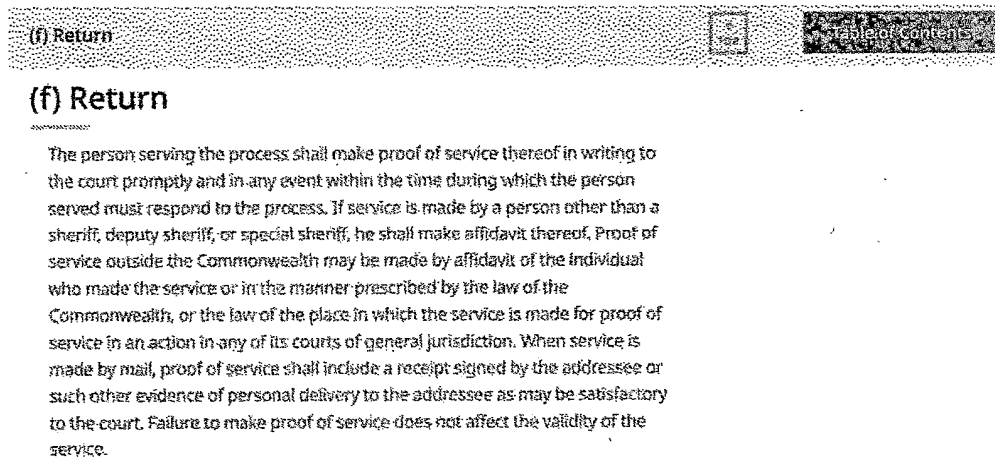 (f) Return
Table of Contents
(f) Return
The person serving the process shall make proof of service thereof in writing to
the court promptly and in any event within the time during which the person
served must respond to the process. If service is made by a person other than a
sheriff, deputy sheriff, or special sheriff, he shall make affidavit thereof. Proof of
service outside the Commonwealth may be made by affidavit of the individual
who made the service or in the manner prescribed by the law of the
Commonwealth, or the law of the place in which the service is made for proof of
service in an action in any of its courts of general jurisdiction. When service is
made by mail, proof of service shall include a receipt signed by the addressee or
such other evidence of personal delivery to the addressee as may be satisfactory
to the court. Failure to make proof of service does not affect the validity of the
service.